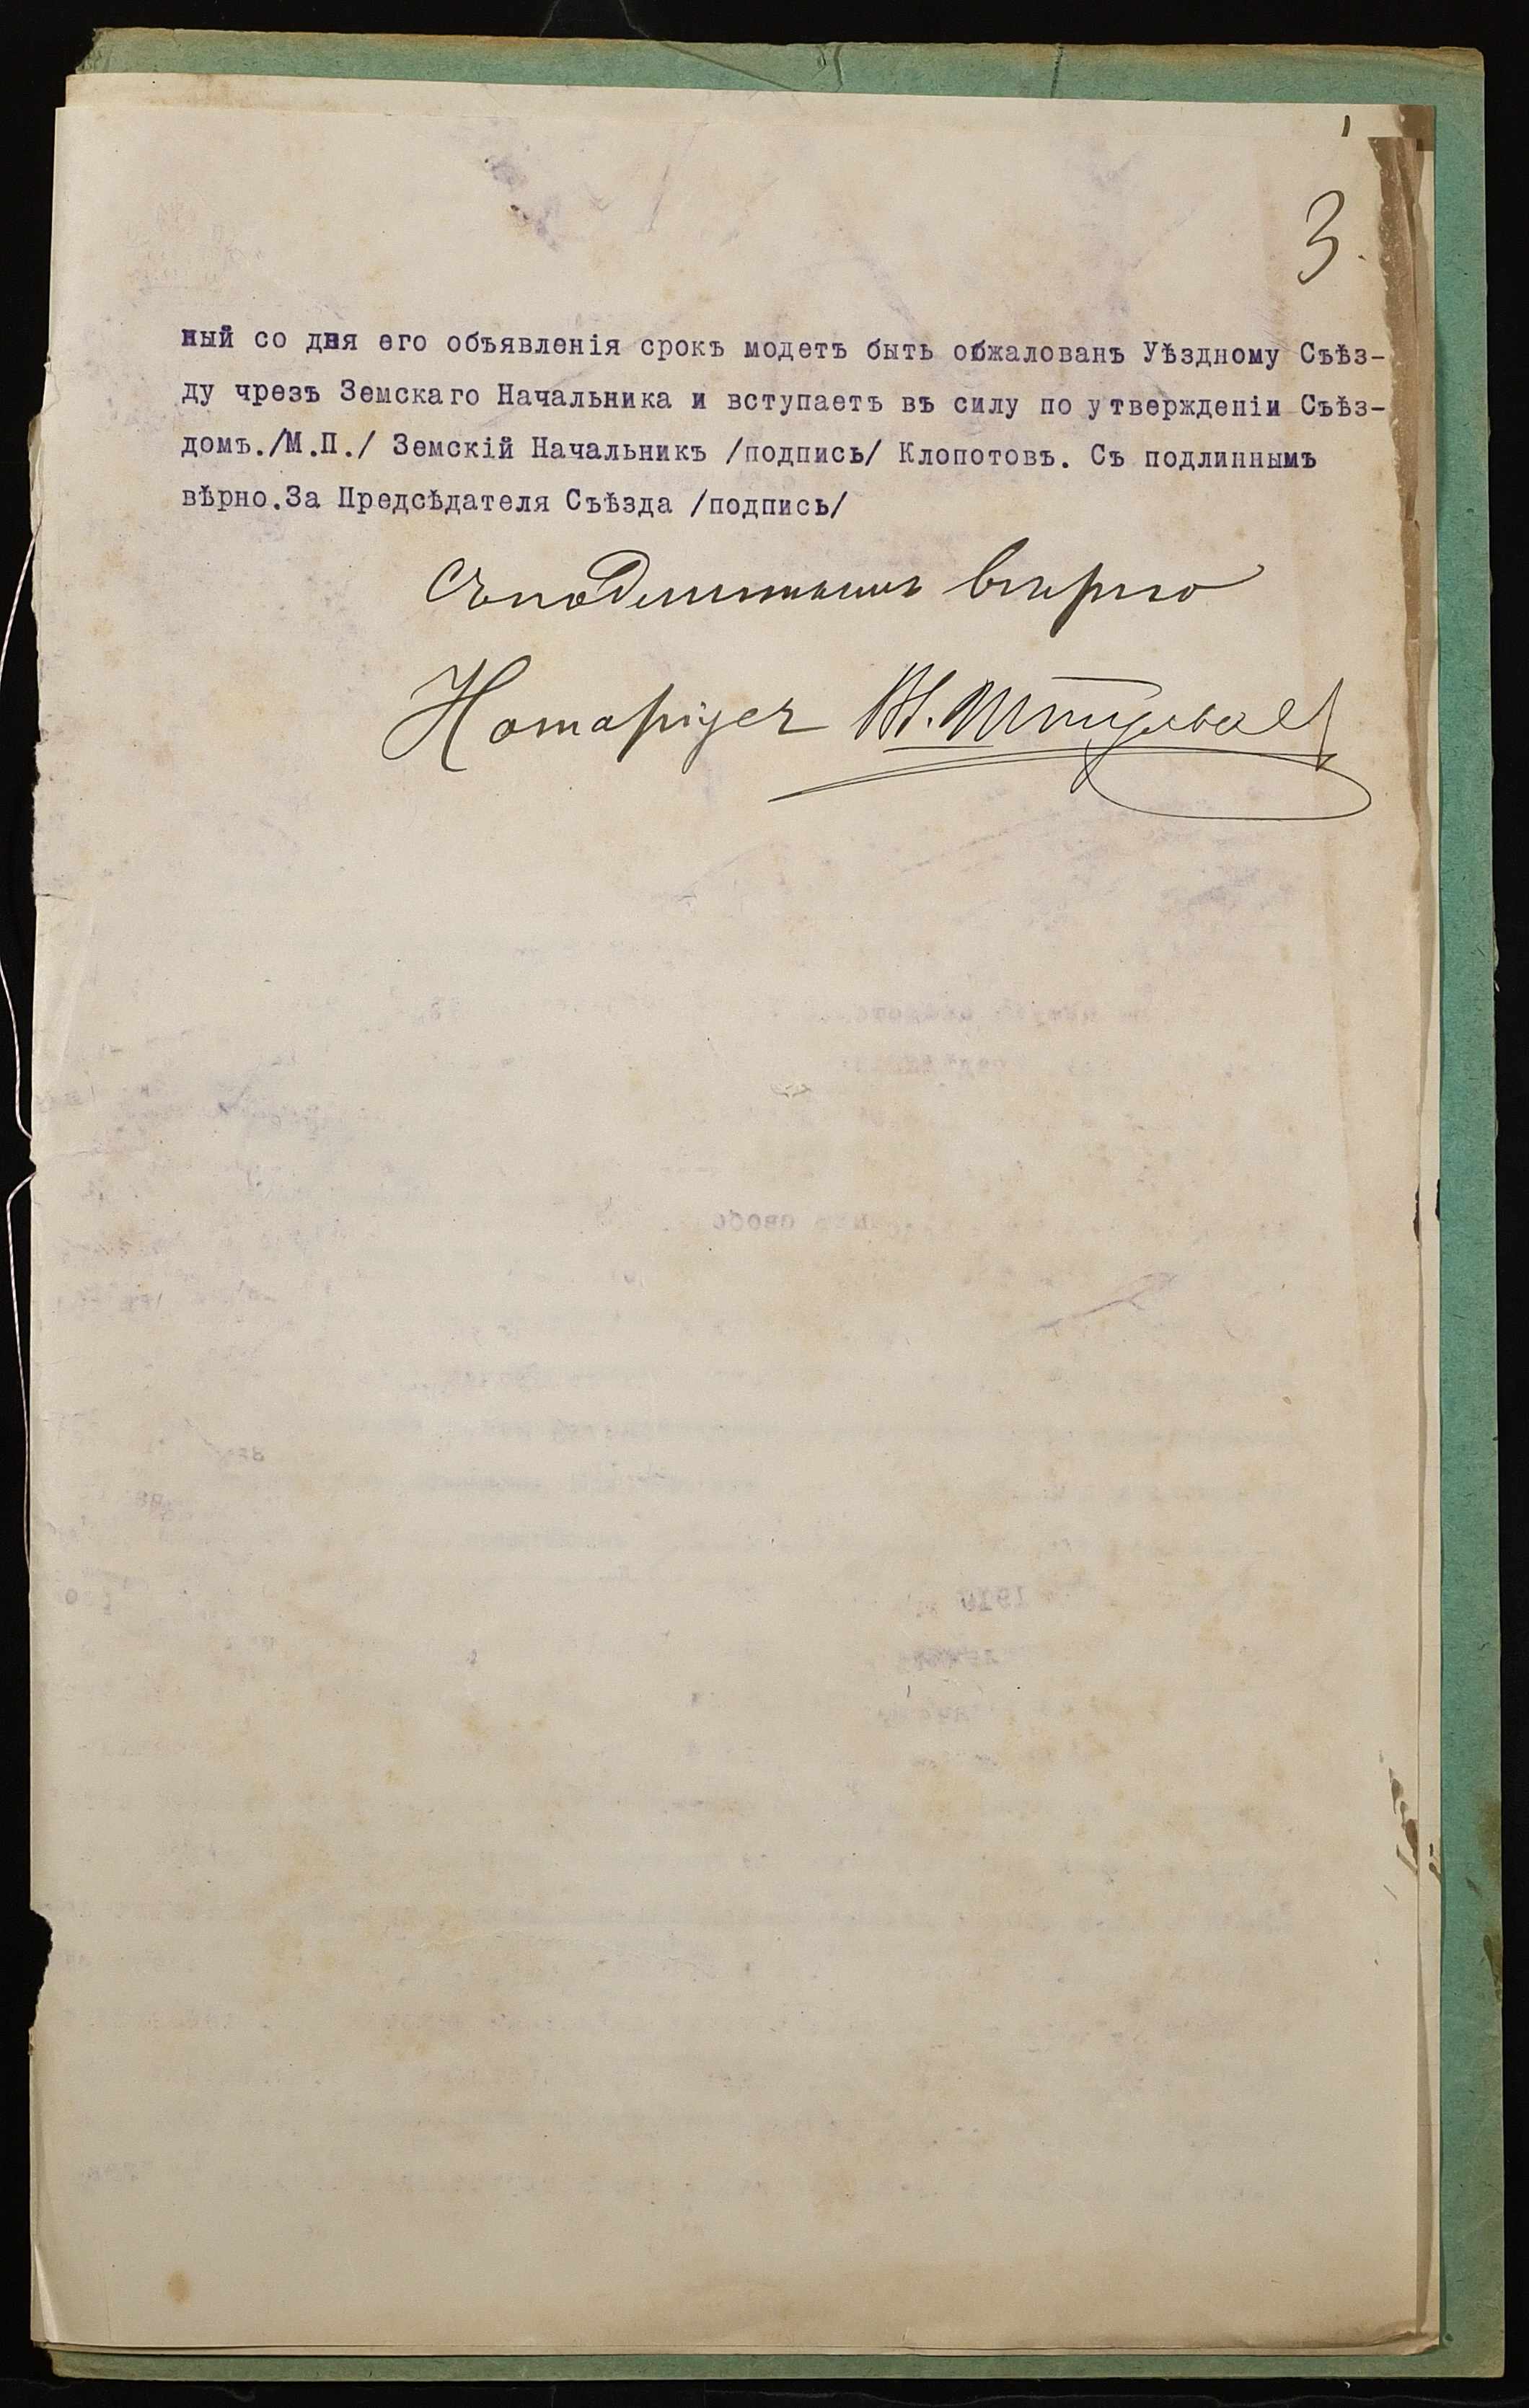 3.
ный со дня его объявленія срокъ модетъ быть обжалованъ Уѣздному Съѣз-
ду чрезъ Земскаго Начальника и вступаетъ въ силу по утвержденіи Съѣз-
домъ./М.П./ Земскій Начальникъ /подпись/ Клопотовъ. Съ подлиннымъ
вѣрно.За Предсѣдателя Съѣзда /подпись/
Съ подлиннымъ вѣрно
Нотаріусъ